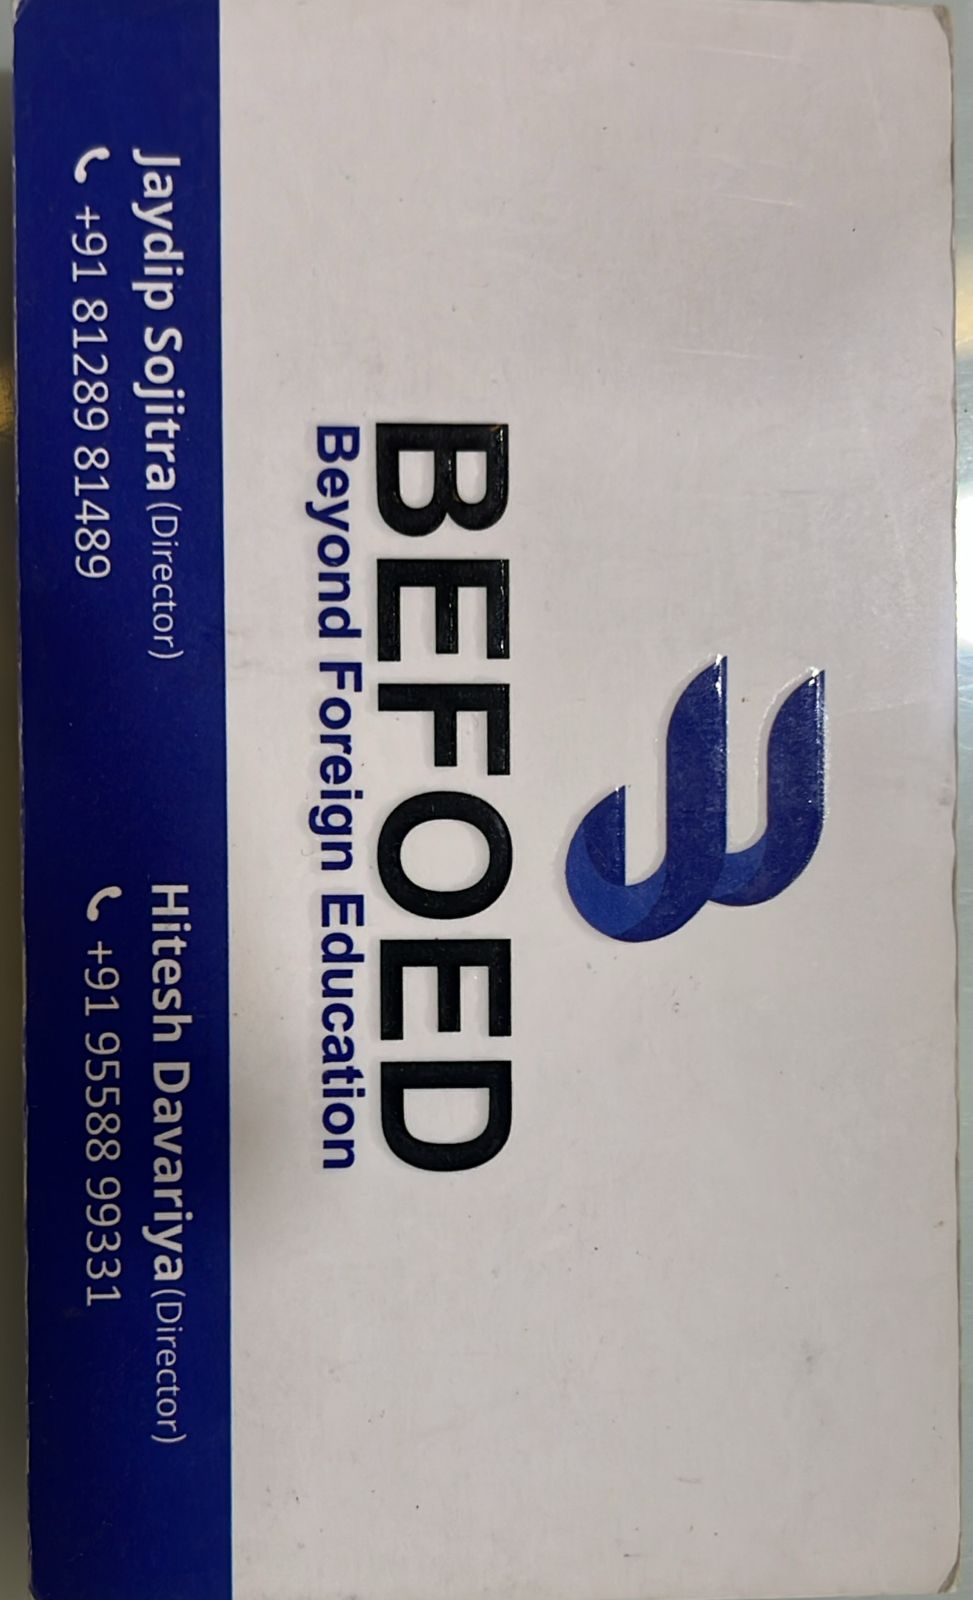 BEFOED
Beyond Foreign Education
Jaydip Sojitra (Director)
+91 81289 81489
Hitesh Davariya (Director)
+91 95588 99331